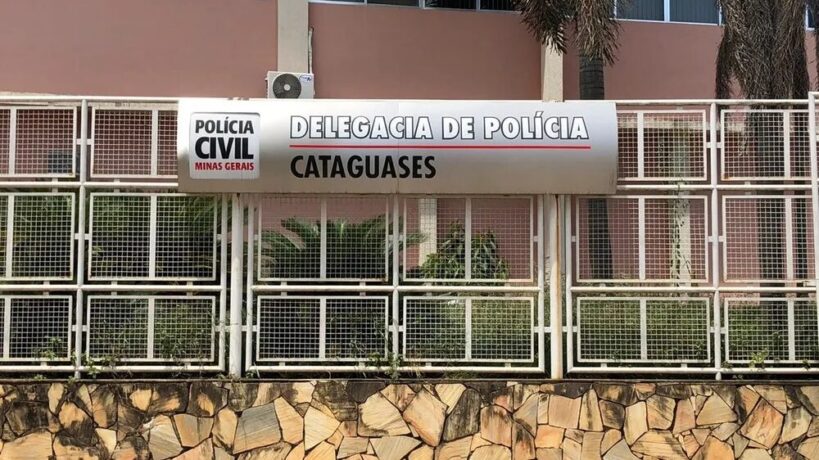 POLÍCIA
CIVIL
MINAS GERAIS
DELEGACIA DE POLÍCIA
CATAGUASES